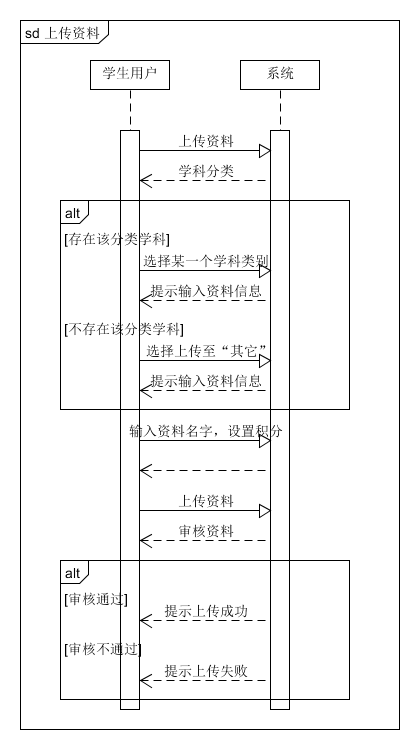 sd 上传资料
学生用户
系统
上传资料
学科分类
alt
[存在该分类学科]
选择某一个学科类别
提示输入资料信息
[不存在该分类学科]
选择上传至“其它”
提示输入资料信息
输入资料名字，设置积分
上传资料
审核资料
alt
[审核通过]
提示上传成功
[审核不通过]
提示上传失败